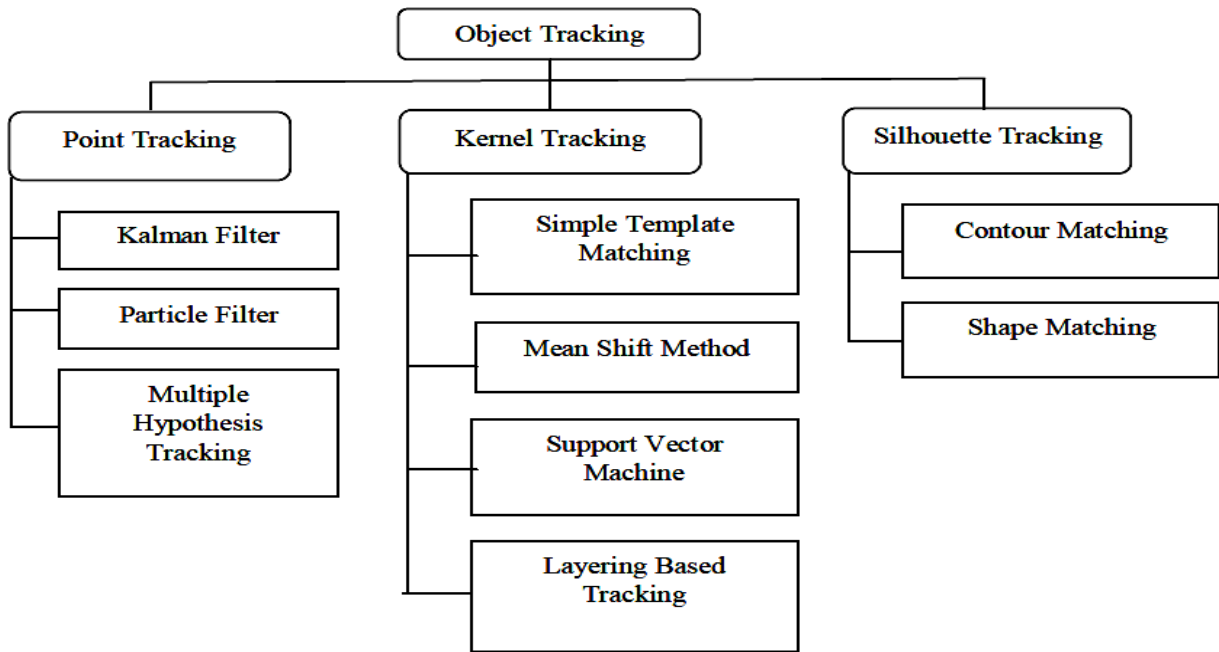 Object Tracking
Point Tracking
Kalman Filter
Particle Filter
Multiple
Hypothesis
Tracking
Kernel Tracking
Simple Template
Matching
Mean Shift Method
Support Vector
Machine
Layering Based
Tracking
Silhouette Tracking
Contour Matching
Shape Matching